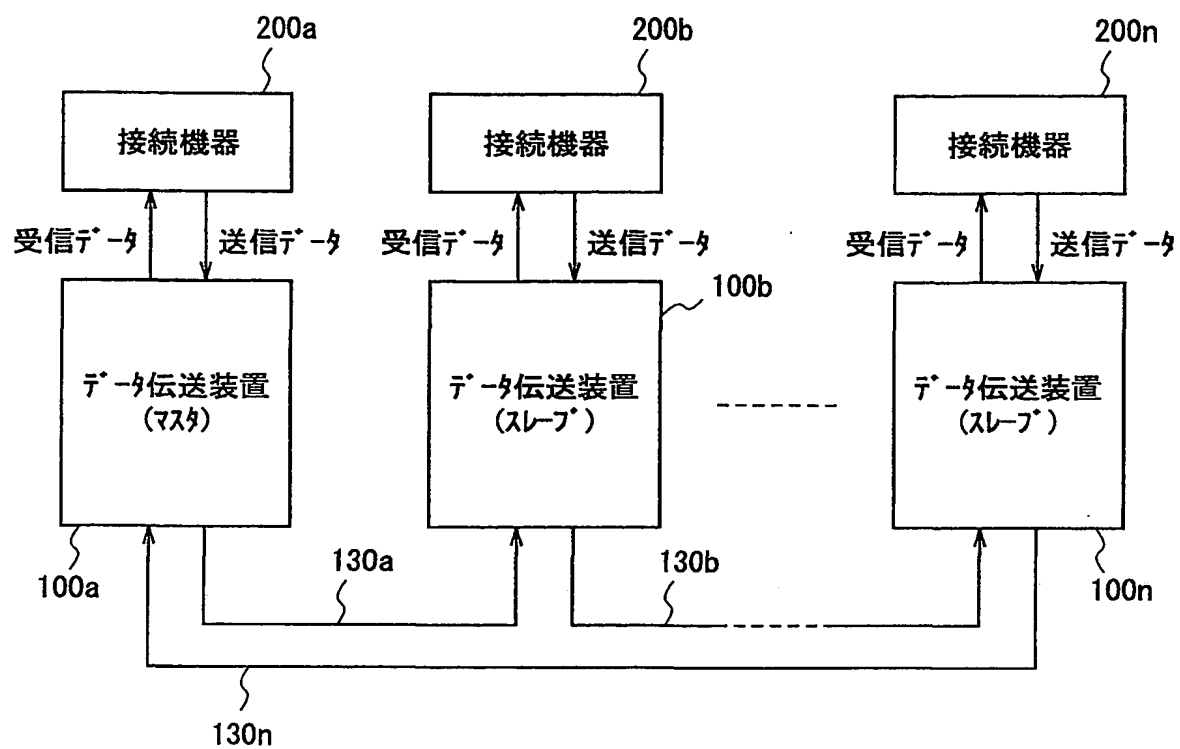 200a
200b
200n
接続機器
接続機器
接続機器
受信ﾃﾞｰﾀ
送信ﾃﾞｰﾀ
受信ﾃﾞｰﾀ
送信ﾃﾞｰﾀ
受信ﾃﾞｰﾀ
送信ﾃﾞｰﾀ
100b
ﾃﾞｰﾀ伝送装置
(ﾏｽﾀ)
ﾃﾞｰﾀ伝送装置
(ｽﾚｰﾌﾞ)
ﾃﾞｰﾀ伝送装置
(ｽﾚｰﾌﾞ)
100a
130a
130b
100n
130n